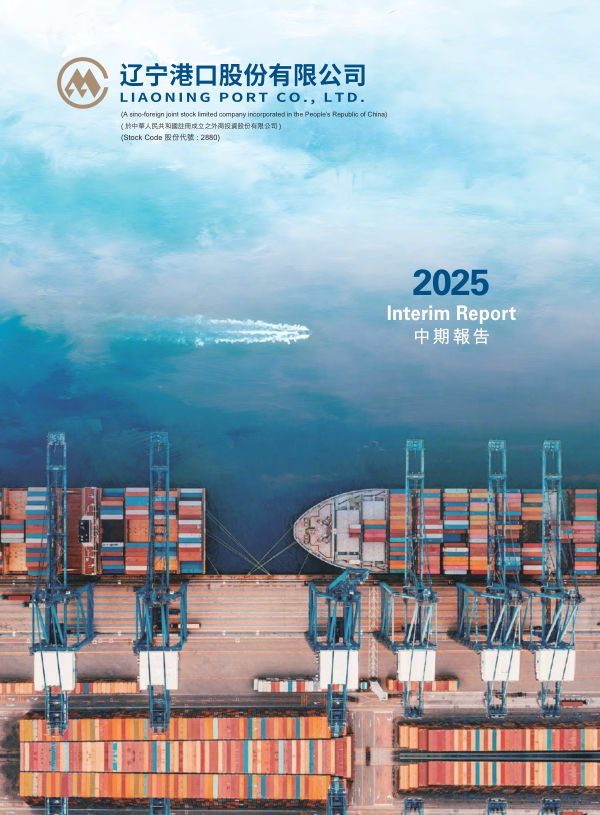 辽宁港口股份有限公司
LIAONING PORT CO., LTD.
(A sino-foreign joint stock limited company incorporated in the People's Republic of China)
(於中華人民共和國註冊成立之外商投資股份有限公司)
(Stock Code 股份代號 : 2880)
2025
Interim Report
中期報告